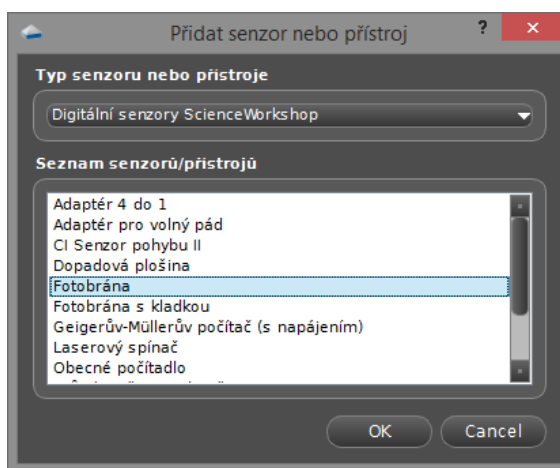 Přidat senzor nebo přístroj
?
×
Typ senzoru nebo přístroje
Digitální senzory ScienceWorkshop
Seznam senzorů/přístrojů
Adaptér 4 do 1
Adaptér pro volný pád
CI Senzor pohybu II
Dopadová plošina
Fotobrána
Fotobrána s kladkou
Geigerův-Müllerův počítač (s napájením)
Laserový spínač
Obecné počítadlo
OK
Cancel